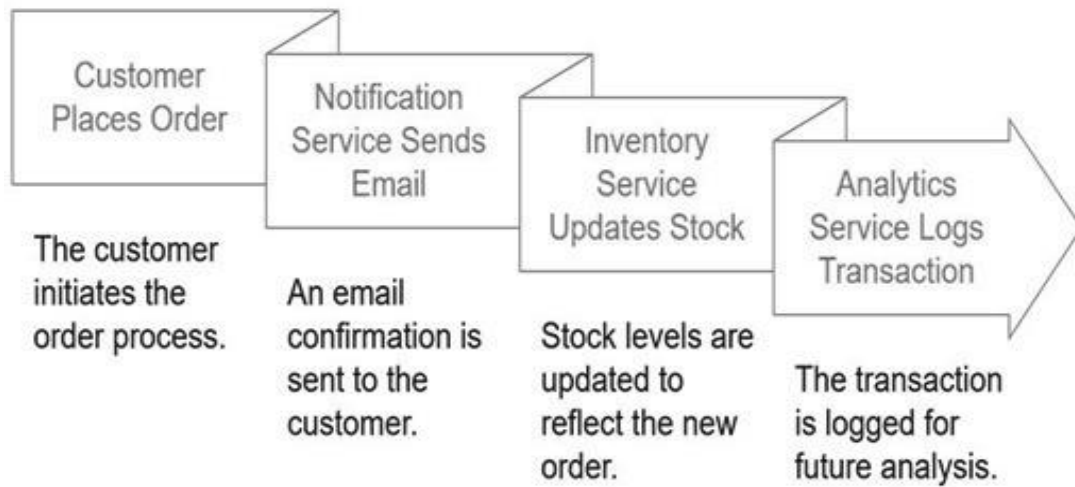 Customer
Places Order
The customer
initiates the
order process.
Notification
Service Sends
Email
An email
confirmation is
sent to the
customer.
Inventory
Service
Updates Stock
Stock levels are
updated to
reflect the new
order.
Analytics
Service Logs
Transaction
The transaction
is logged for
future analysis.